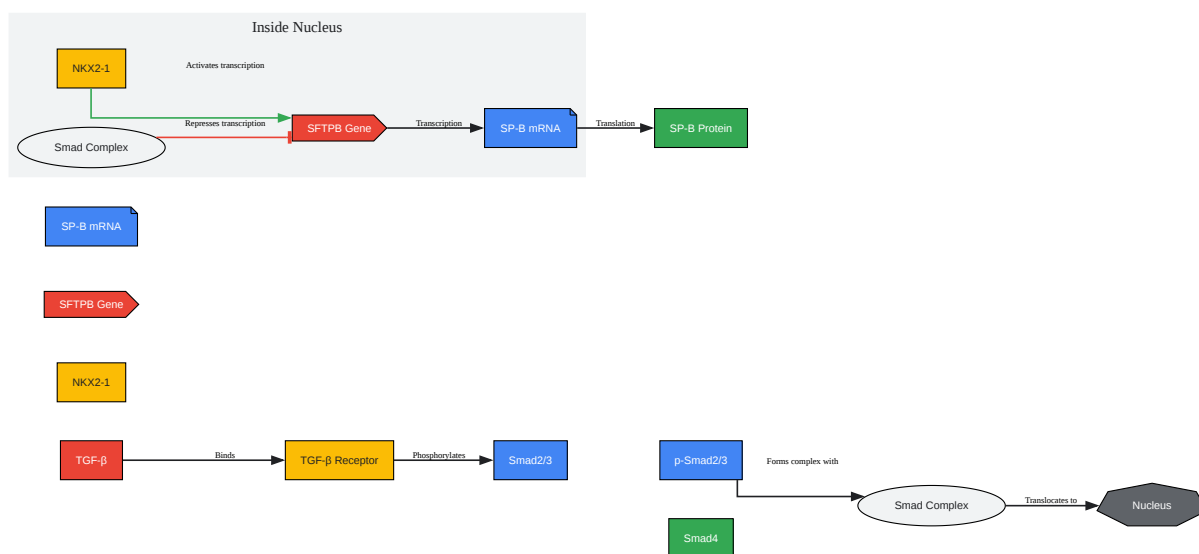 Inside Nucleus
NKX2-1
Activates transcription
Represses transcription
SFTPB Gene
Transcription
SP-B mRNA
Translation
SP-B Protein
Smad Complex
SP-B mRNA
SFTPB Gene
NKX2-1
TGF-β
Binds
TGF-β Receptor
Phosphorylates
Smad2/3
p-Smad2/3
Forms complex with
Smad Complex
Translocates to
Nucleus
Smad4